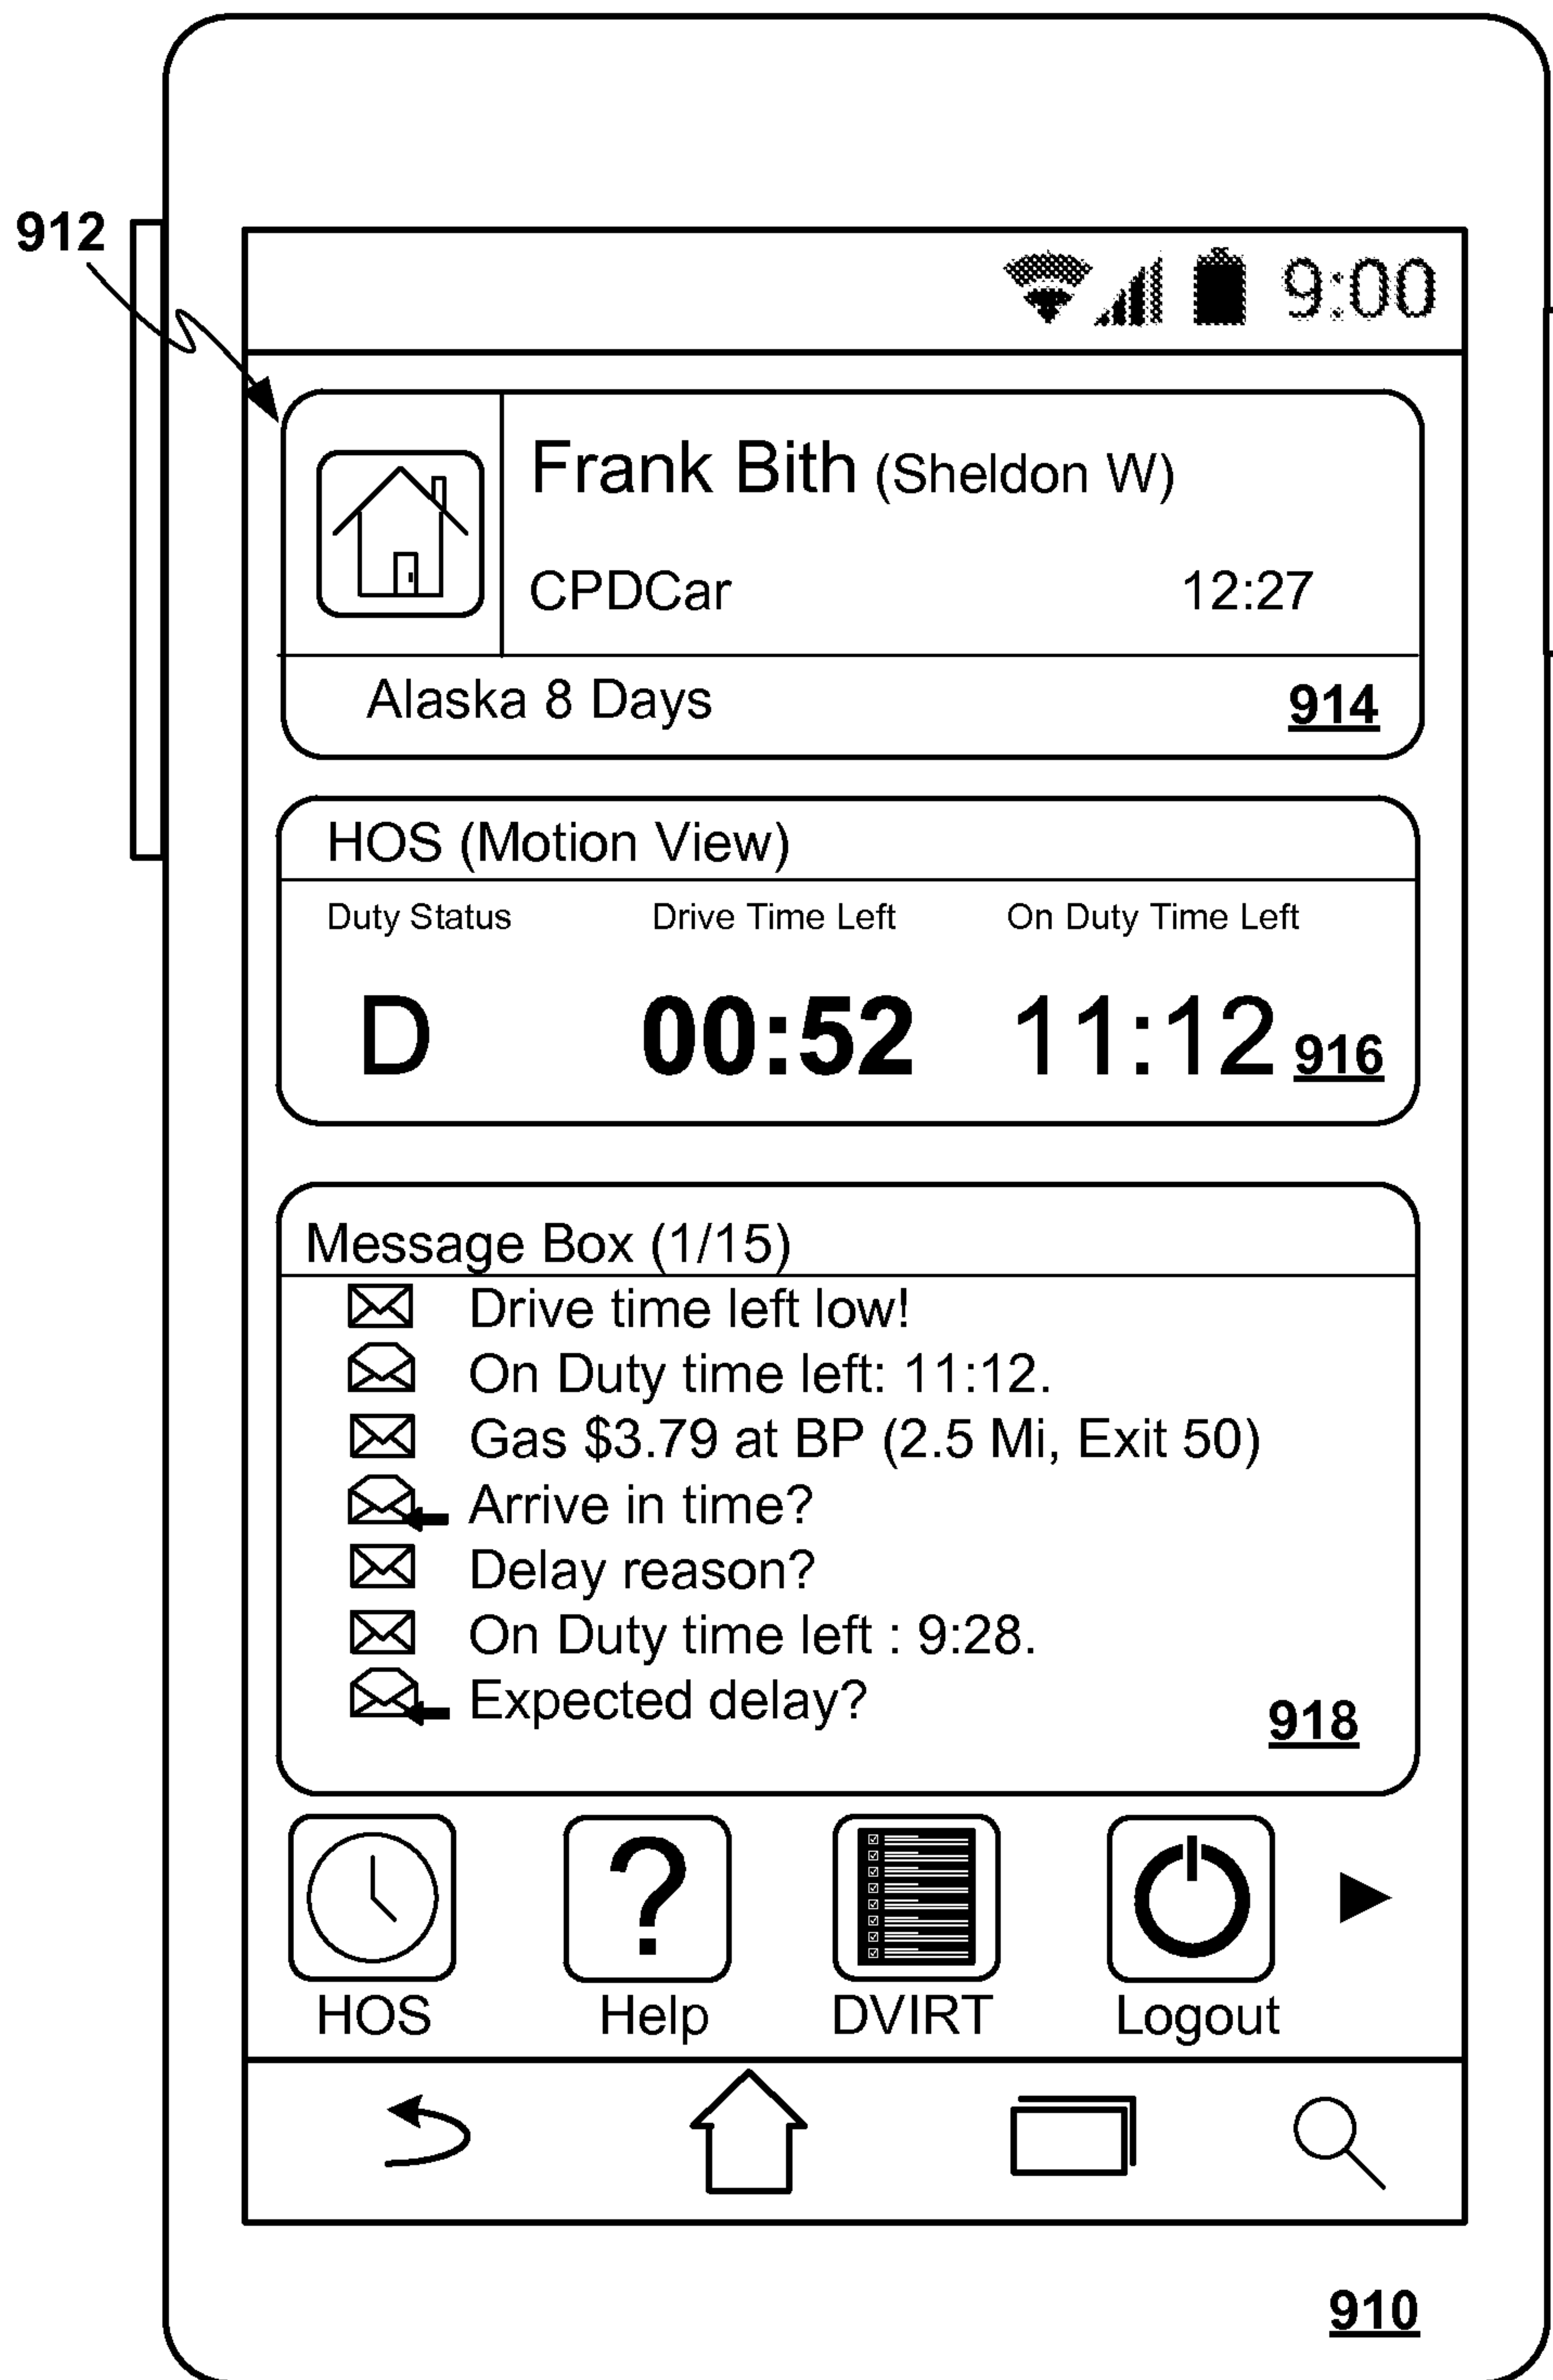 912
9:00
Frank Bith (Sheldon W)
CPDCar 12:27
Alaska 8 Days 914
HOS (Motion View)
Duty Status Drive Time Left On Duty Time Left
D 00:52 11:12 916
Message Box (1/15)
Drive time left low!
On Duty time left: 11:12.
Gas $3.79 at BP (2.5 Mi, Exit 50)
Arrive in time?
Delay reason?
On Duty time left : 9:28.
Expected delay?
918
HOS Help DVIRT Logout
910